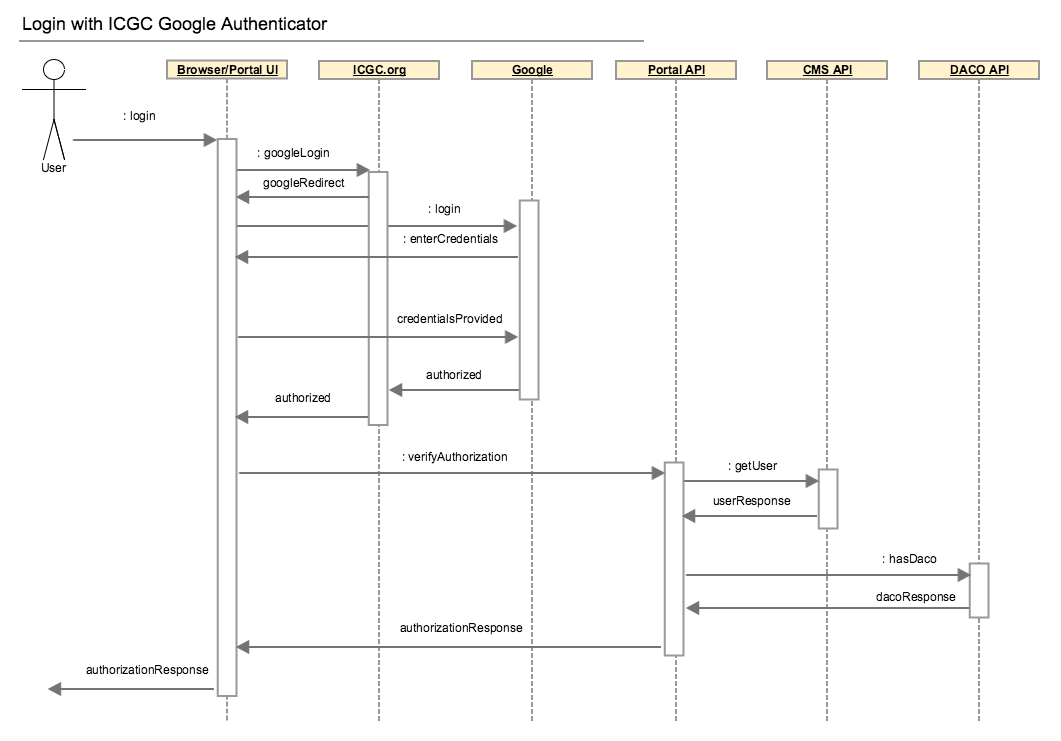 Login with ICGC Google Authenticator
Browser/Portal UI
ICGC.org
Google
Portal API
CMS API
DACO API
: login
User
: googleLogin
googleRedirect
: login
: enterCredentials
credentialsProvided
authorized
authorized
: verifyAuthorization
: getUser
userResponse
: hasDaco
dacoResponse
authorizationResponse
authorizationResponse